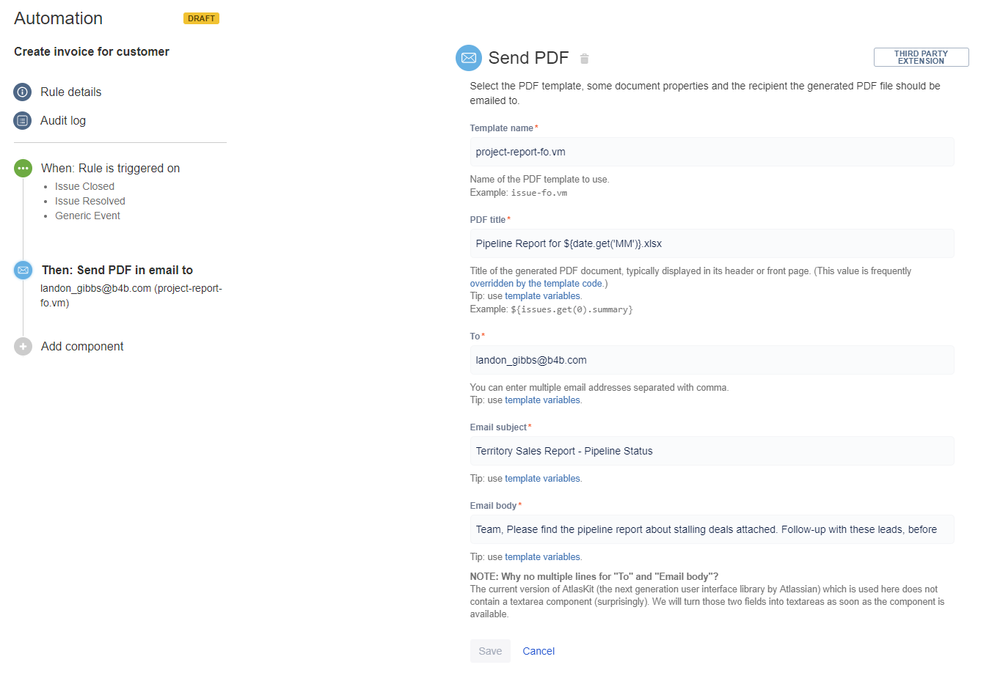 Automation
DRAFT
Create invoice for customer
Rule details
Audit log
When: Rule is triggered on
Issue Closed
Issue Resolved
Generic Event
Then: Send PDF in email to
landon_gibbs@b4b.com (project-report-
fo.vm)
Add component
Send PDF
THIRD PARTY
EXTENSION
Select the PDF template, some document properties and the recipient the generated PDF file should be
emailed to.
Template name*
project-report-fo.vm
Name of the PDF template to use.
Example: issue-fo.vm
PDF title*
Pipeline Report for ${date.get('MM')}.xlsx
Title of the generated PDF document, typically displayed in its header or front page. (This value is frequently
overridden by the template code.)
Tip: use template variables.
Example: ${issues.get(0).summary}
To*
landon_gibbs@b4b.com
You can enter multiple email addresses separated with comma.
Tip: use template variables.
Email subject*
Territory Sales Report - Pipeline Status
Tip: use template variables.
Email body*
Team, Please find the pipeline report about stalling deals attached. Follow-up with these leads, before
Tip: use template variables.
NOTE: Why no multiple lines for "To" and "Email body"?
The current version of AtlasKit (the next generation user interface library by Atlassian) which is used here does not
contain a textarea component (surprisingly). We will turn those two fields into textareas as soon as the component is
available.
Save
Cancel